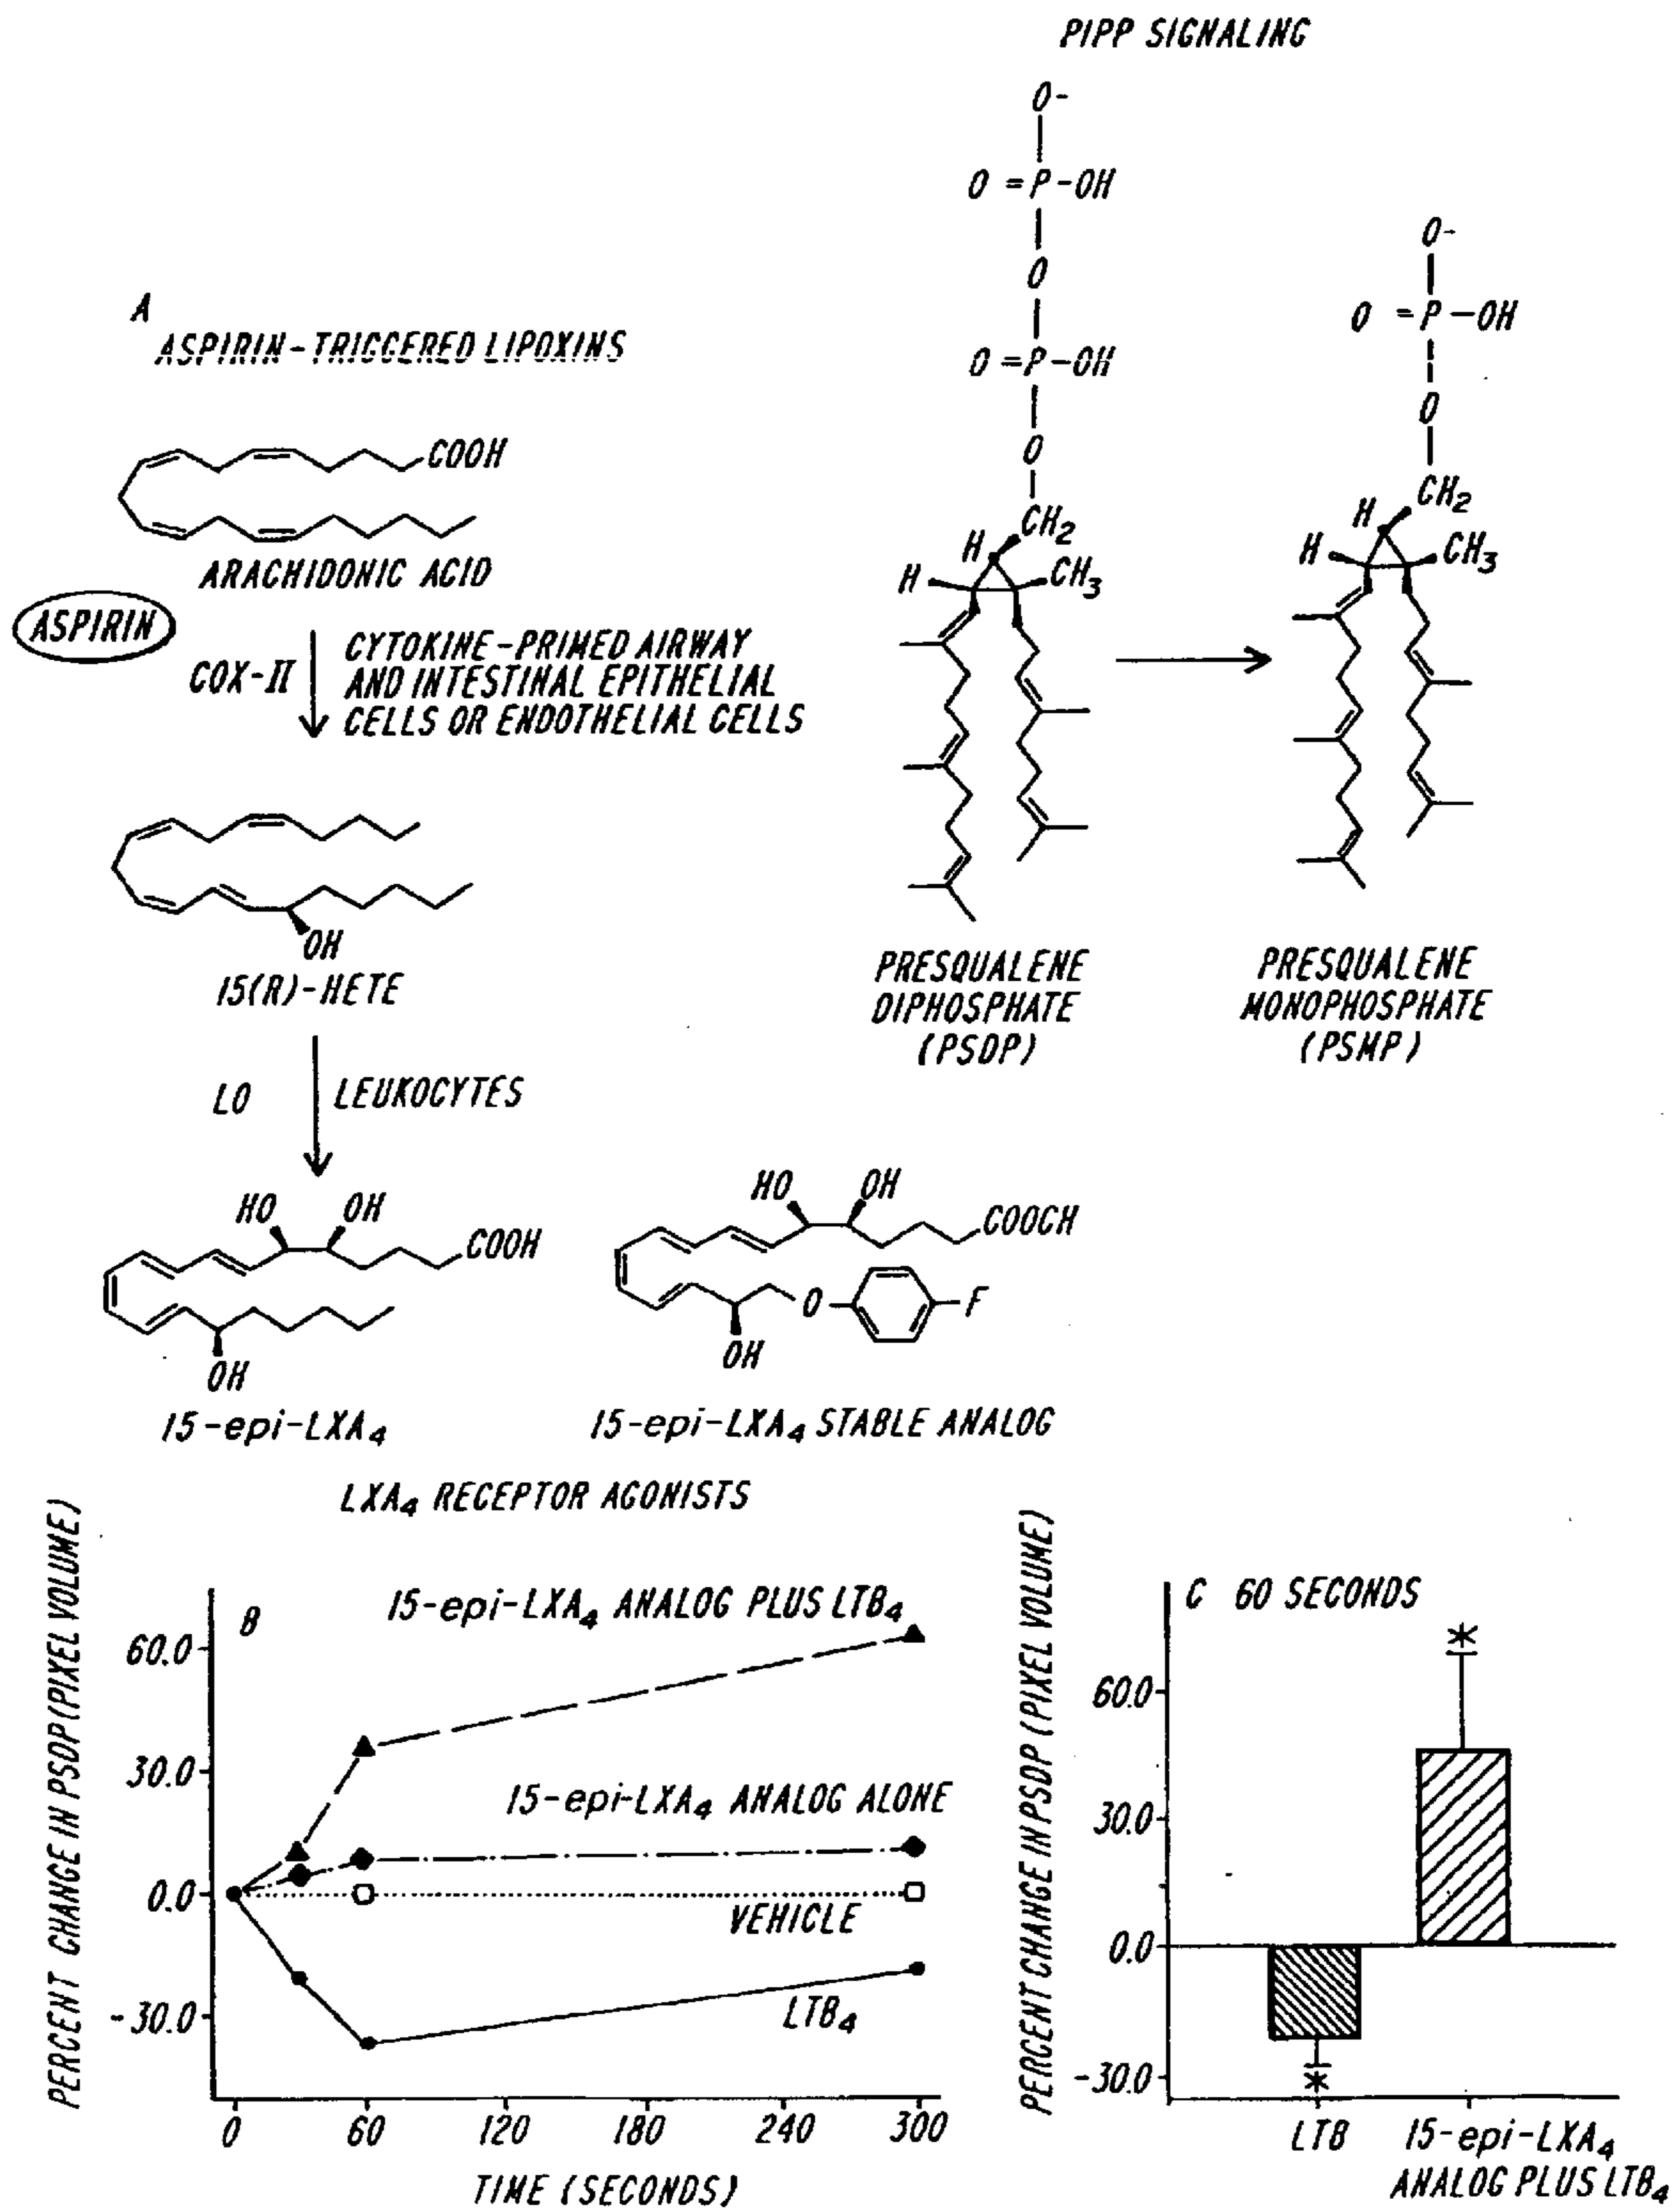 PIPP SIGNALING
O-
O =P-OH
O
O =P-OH
O
CH2
H
H
CH3
PRESQUALENE
DIPHOSPHATE
(PSDP)
O-
O =P-OH
O
CH2
H
H
CH3
PRESQUALENE
MONOPHOSPHATE
(PSMP)
A
ASPIRIN-TRIGGERED LIPOXINS
COOH
ARACHIDONIC ACID
ASPIRIN
COX-II
CYTOKINE-PRIMED AIRWAY
AND INTESTINAL EPITHELIAL
CELLS OR ENDOTHELIAL CELLS
OH
15(R)-HETE
LO
LEUKOCYTES
HO OH
COOH
OH
15-epi-LXA4
HO OH
COOCH
O
F
OH
15-epi-LXA4 STABLE ANALOG
LXA4 RECEPTOR AGONISTS
PERCENT CHANGE IN PSDP(PIXEL VOLUME)
B
15-epi-LXA4 ANALOG PLUS LTB4
60.0
30.0
15-epi-LXA4 ANALOG ALONE
0.0
VEHICLE
-30.0
LTB4
0 60 120 180 240 300
TIME (SECONDS)
PERCENT CHANGE IN PSDP (PIXEL VOLUME)
C 60 SECONDS
*
60.0
30.0
0.0
-30.0
*
LTB
15-epi-LXA4
ANALOG PLUS LTB4